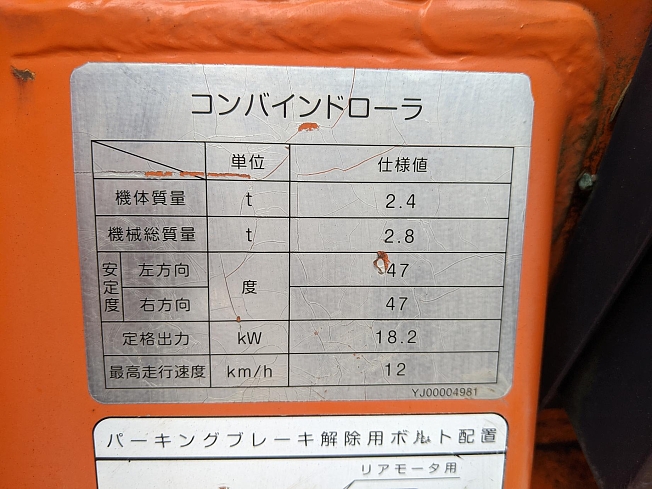 コンバインドローラ
単位 仕様値
機体質量 t 2.4
機械総質量 t 2.8
安定度 左方向 度 47
右方向 47
定格出力 kW 18.2
最高走行速度 km/h 12
YJ00004981
パーキングブレーキ解除用ボルト配置
リアモータ用